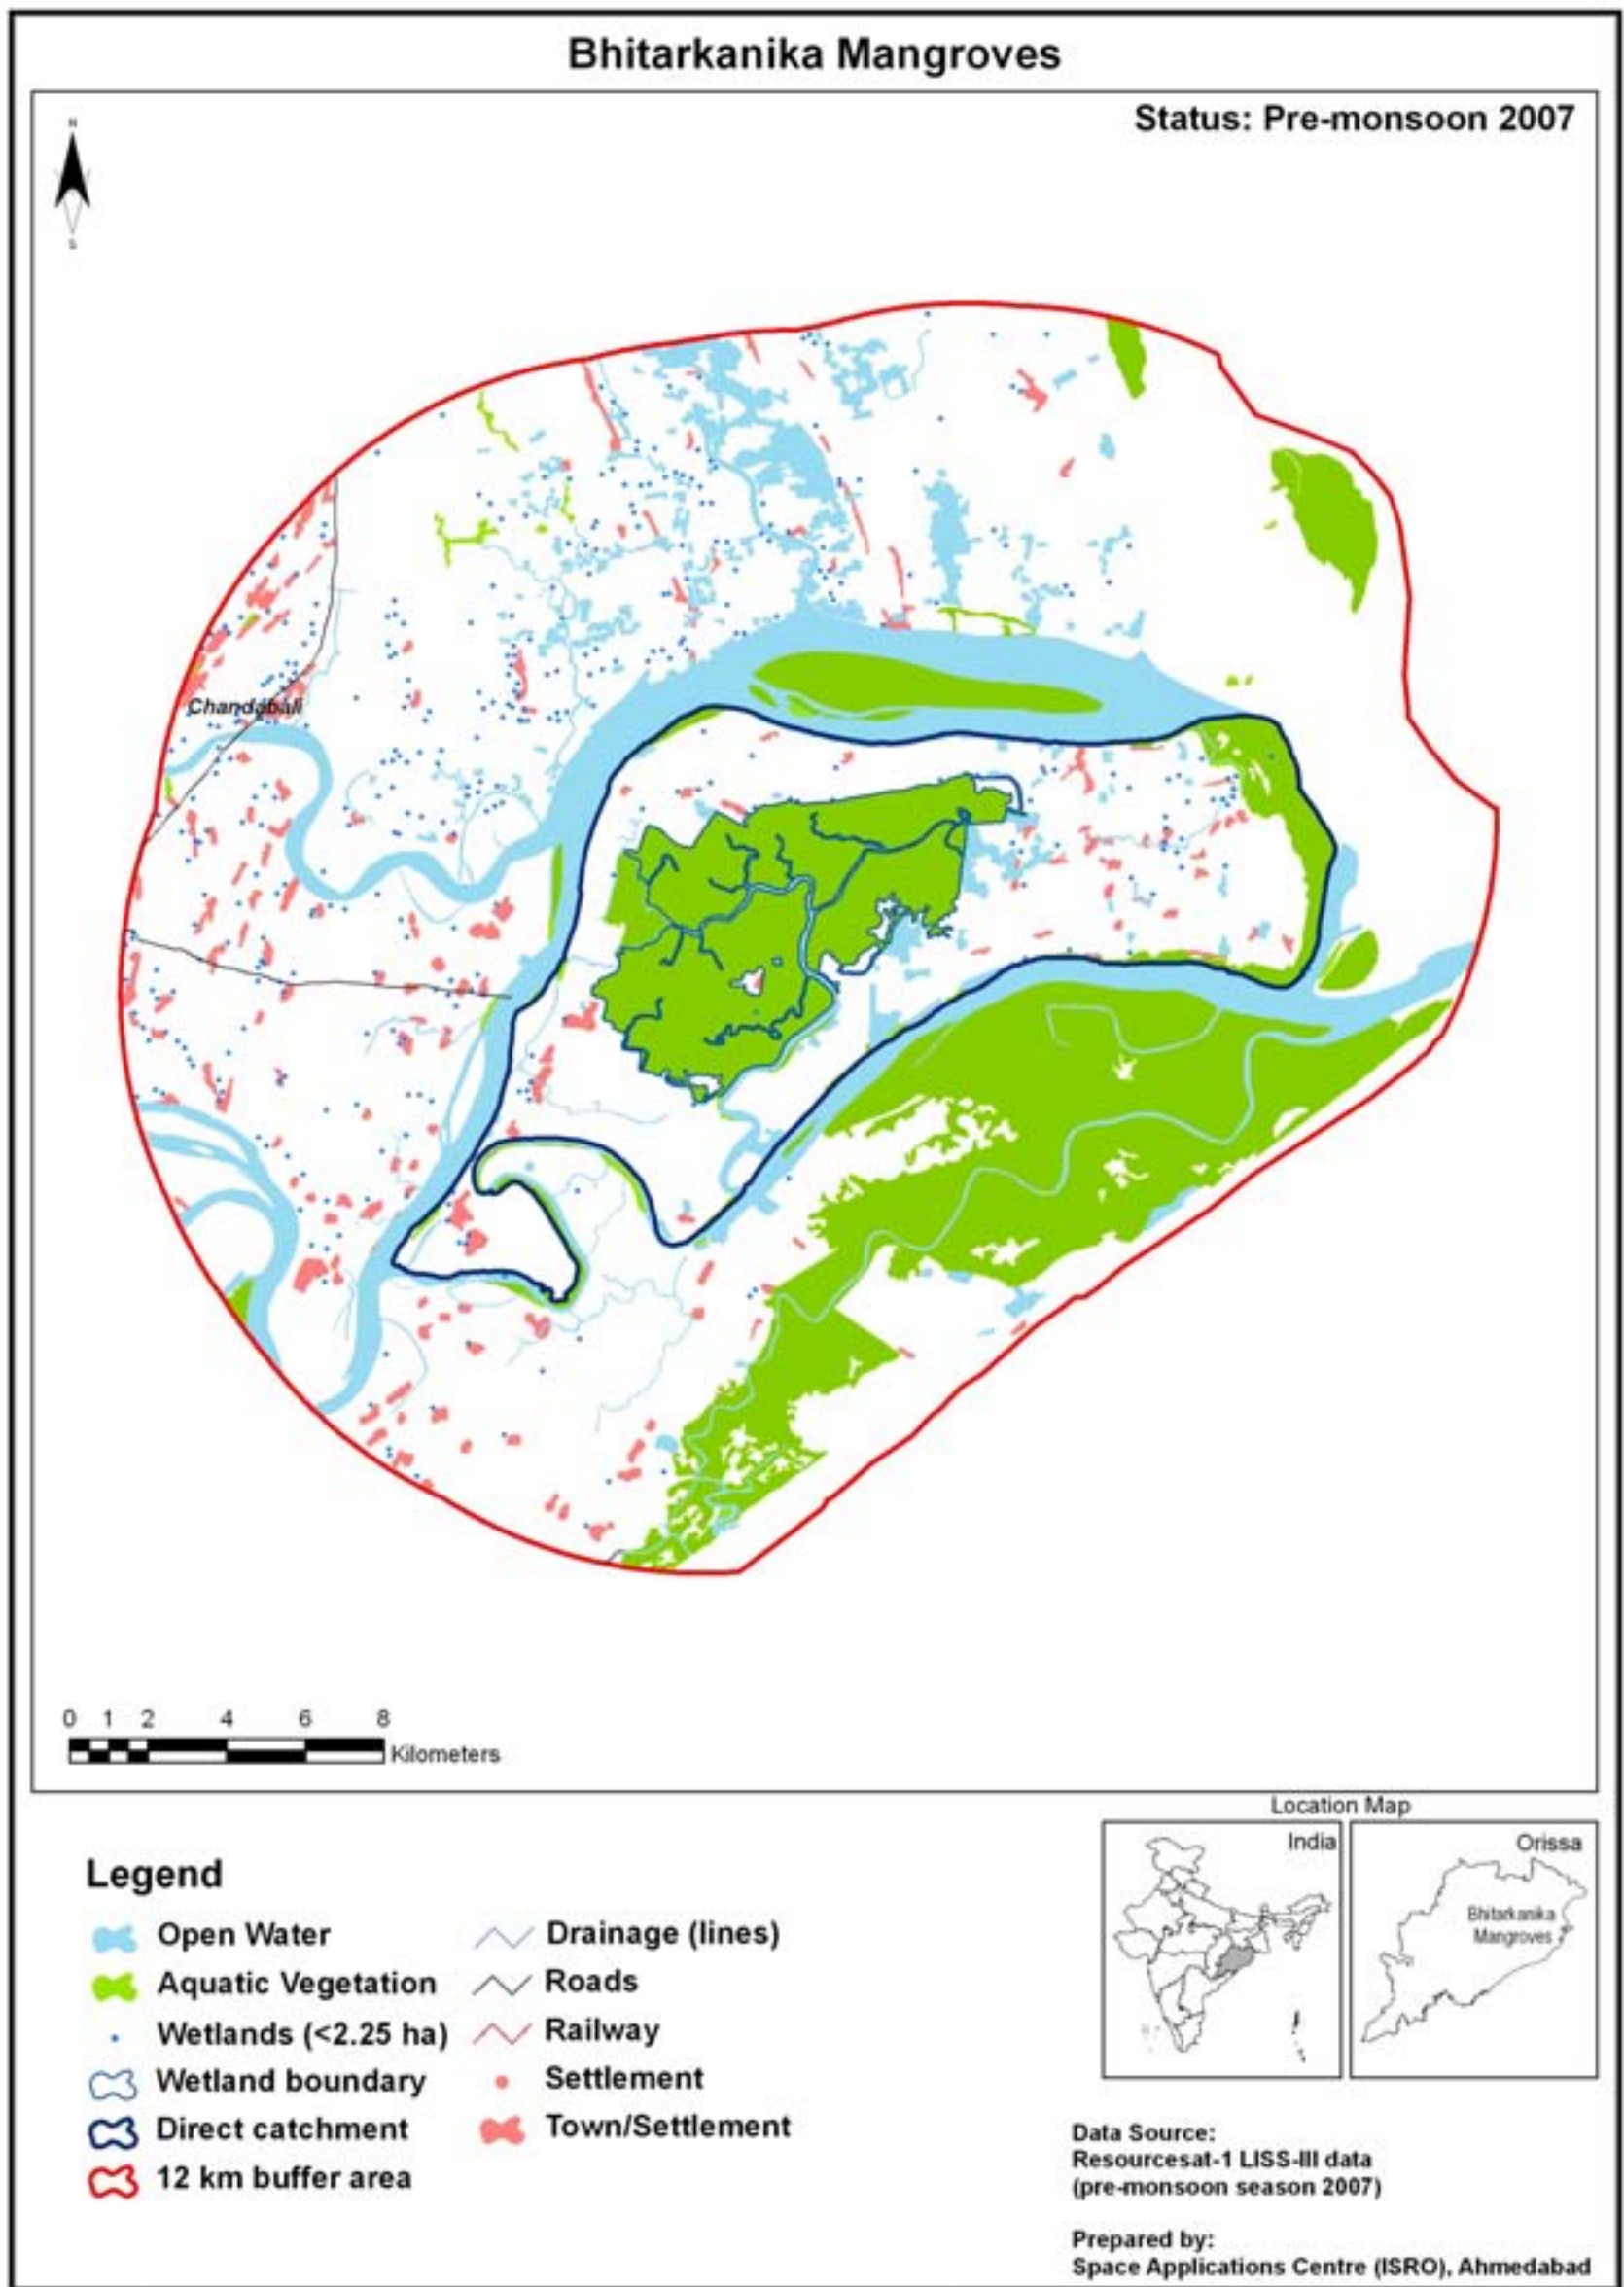 Bhitarkanika Mangroves
Status: Pre-monsoon 2007
N
S
Chandabali
0 1 2 4 6 8
Kilometers
Location Map
India
Orissa
Bhitarkanika
Mangroves
Legend
Open Water
Aquatic Vegetation
Wetlands (<2.25 ha)
Wetland boundary
Direct catchment
12 km buffer area
Drainage (lines)
Roads
Railway
Settlement
Town/Settlement
Data Source:
Resourcesat-1 LISS-III data
(pre-monsoon season 2007)
Prepared by:
Space Applications Centre (ISRO), Ahmedabad